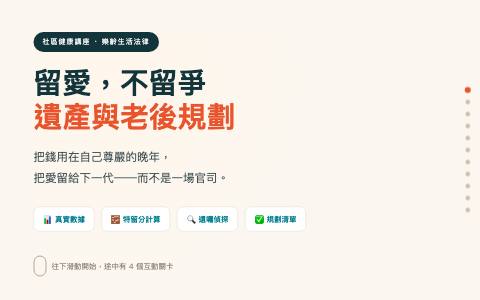 社區健康講座 · 樂齡生活法律
留愛，不留爭
遺產與老後規劃
把錢用在自己尊嚴的晚年，
把愛留給下一代——而不是一場官司。
📊 真實數據 🧱 特留分計算 🔍 遺囑偵探 ✅ 規劃清單
往下滑動開始，途中有 4 個互動關卡